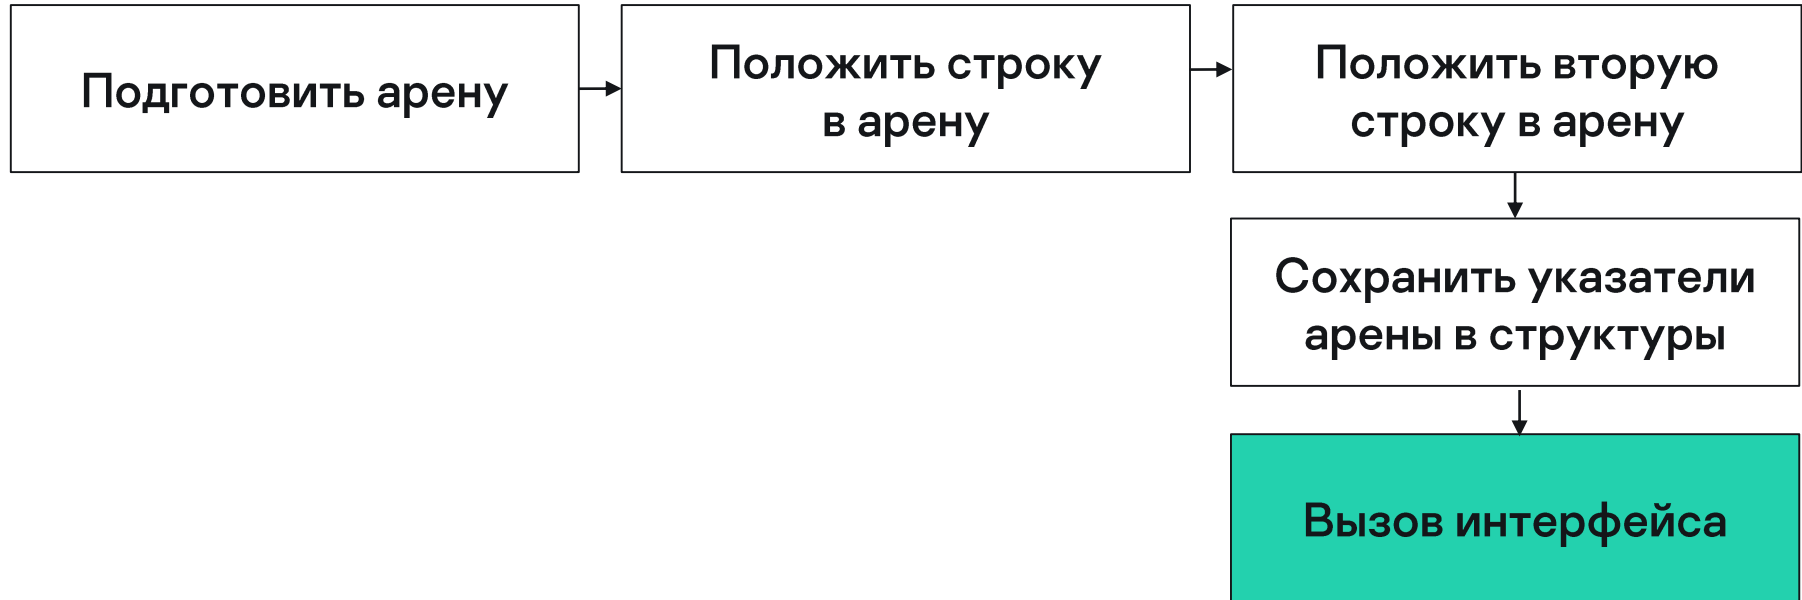 Подготовить арену
Положить строку
в арену
Положить вторую
строку в арену
Сохранить указатели
арены в структуры
Вызов интерфейса